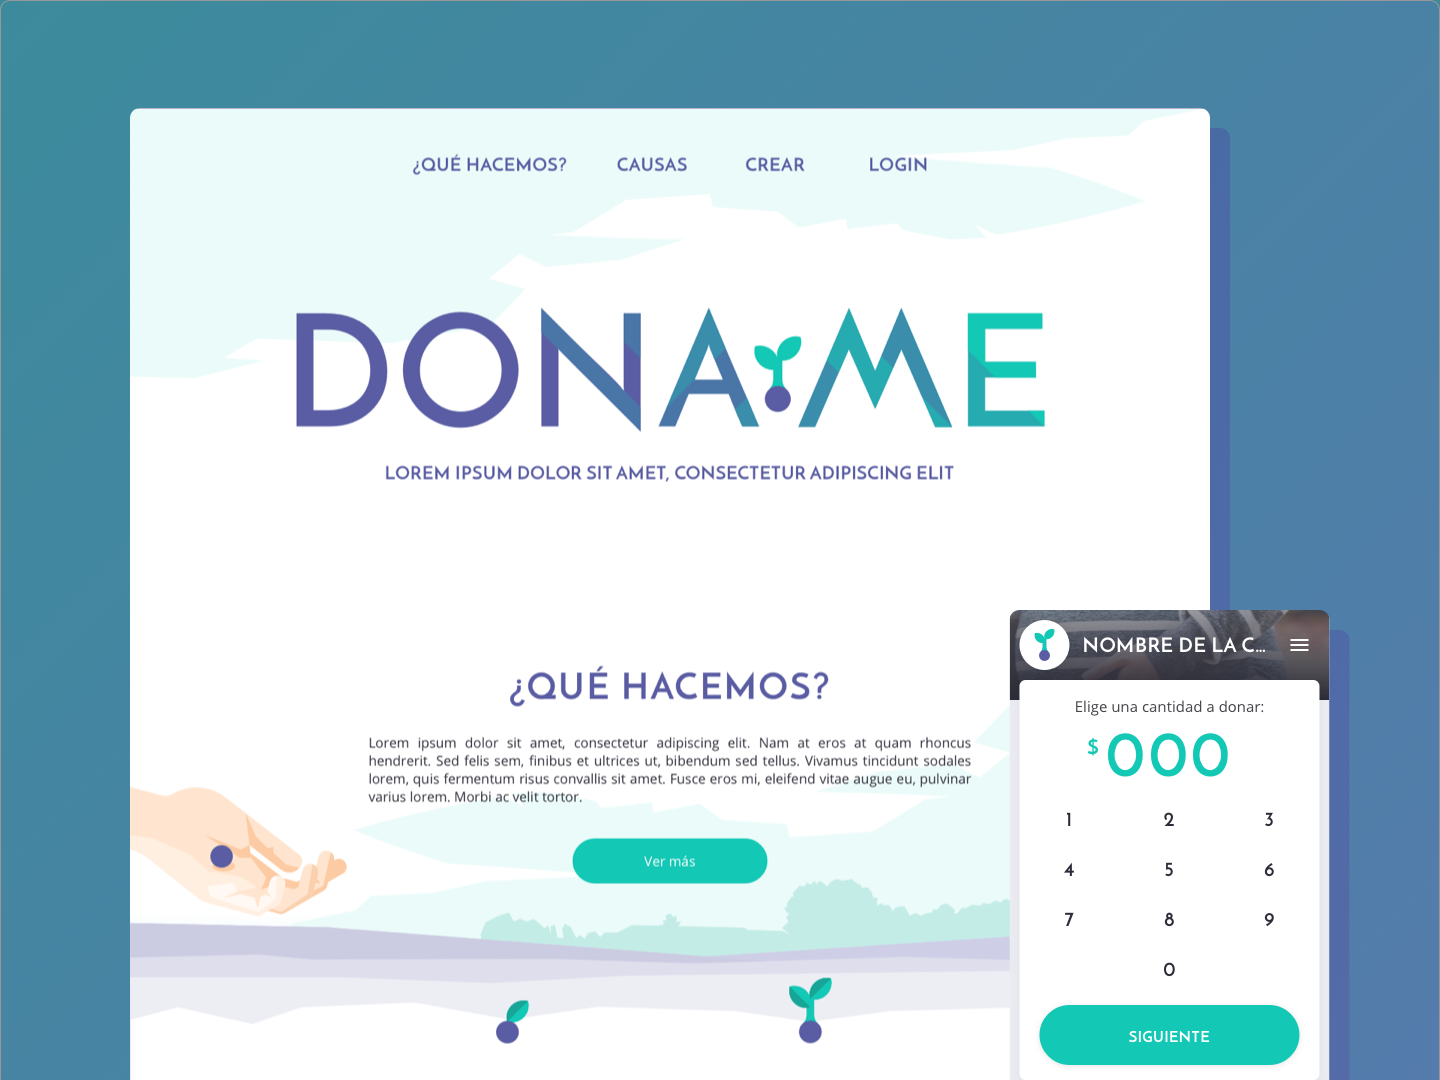 ¿QUÉ HACEMOS? CAUSAS CREAR LOGIN
DONA ME
LOREM IPSUM DOLOR SIT AMET, CONSECTETUR ADIPISCING ELIT
¿QUÉ HACEMOS?
Lorem ipsum dolor sit amet, consectetur adipiscing elit. Nam at eros at quam rhoncus
hendrerit. Sed felis sem, finibus et ultrices ut, bibendum sed tellus. Vivamus tincidunt sodales
lorem, quis fermentum risus convallis sit amet. Fusce eros mi, eleifend vitae augue eu, pulvinar
varius lorem. Morbi ac velit tortor.
Ver más
NOMBRE DE LA C...
Elige una cantidad a donar:
$ 000
1 2 3
4 5 6
7 8 9
0
SIGUIENTE